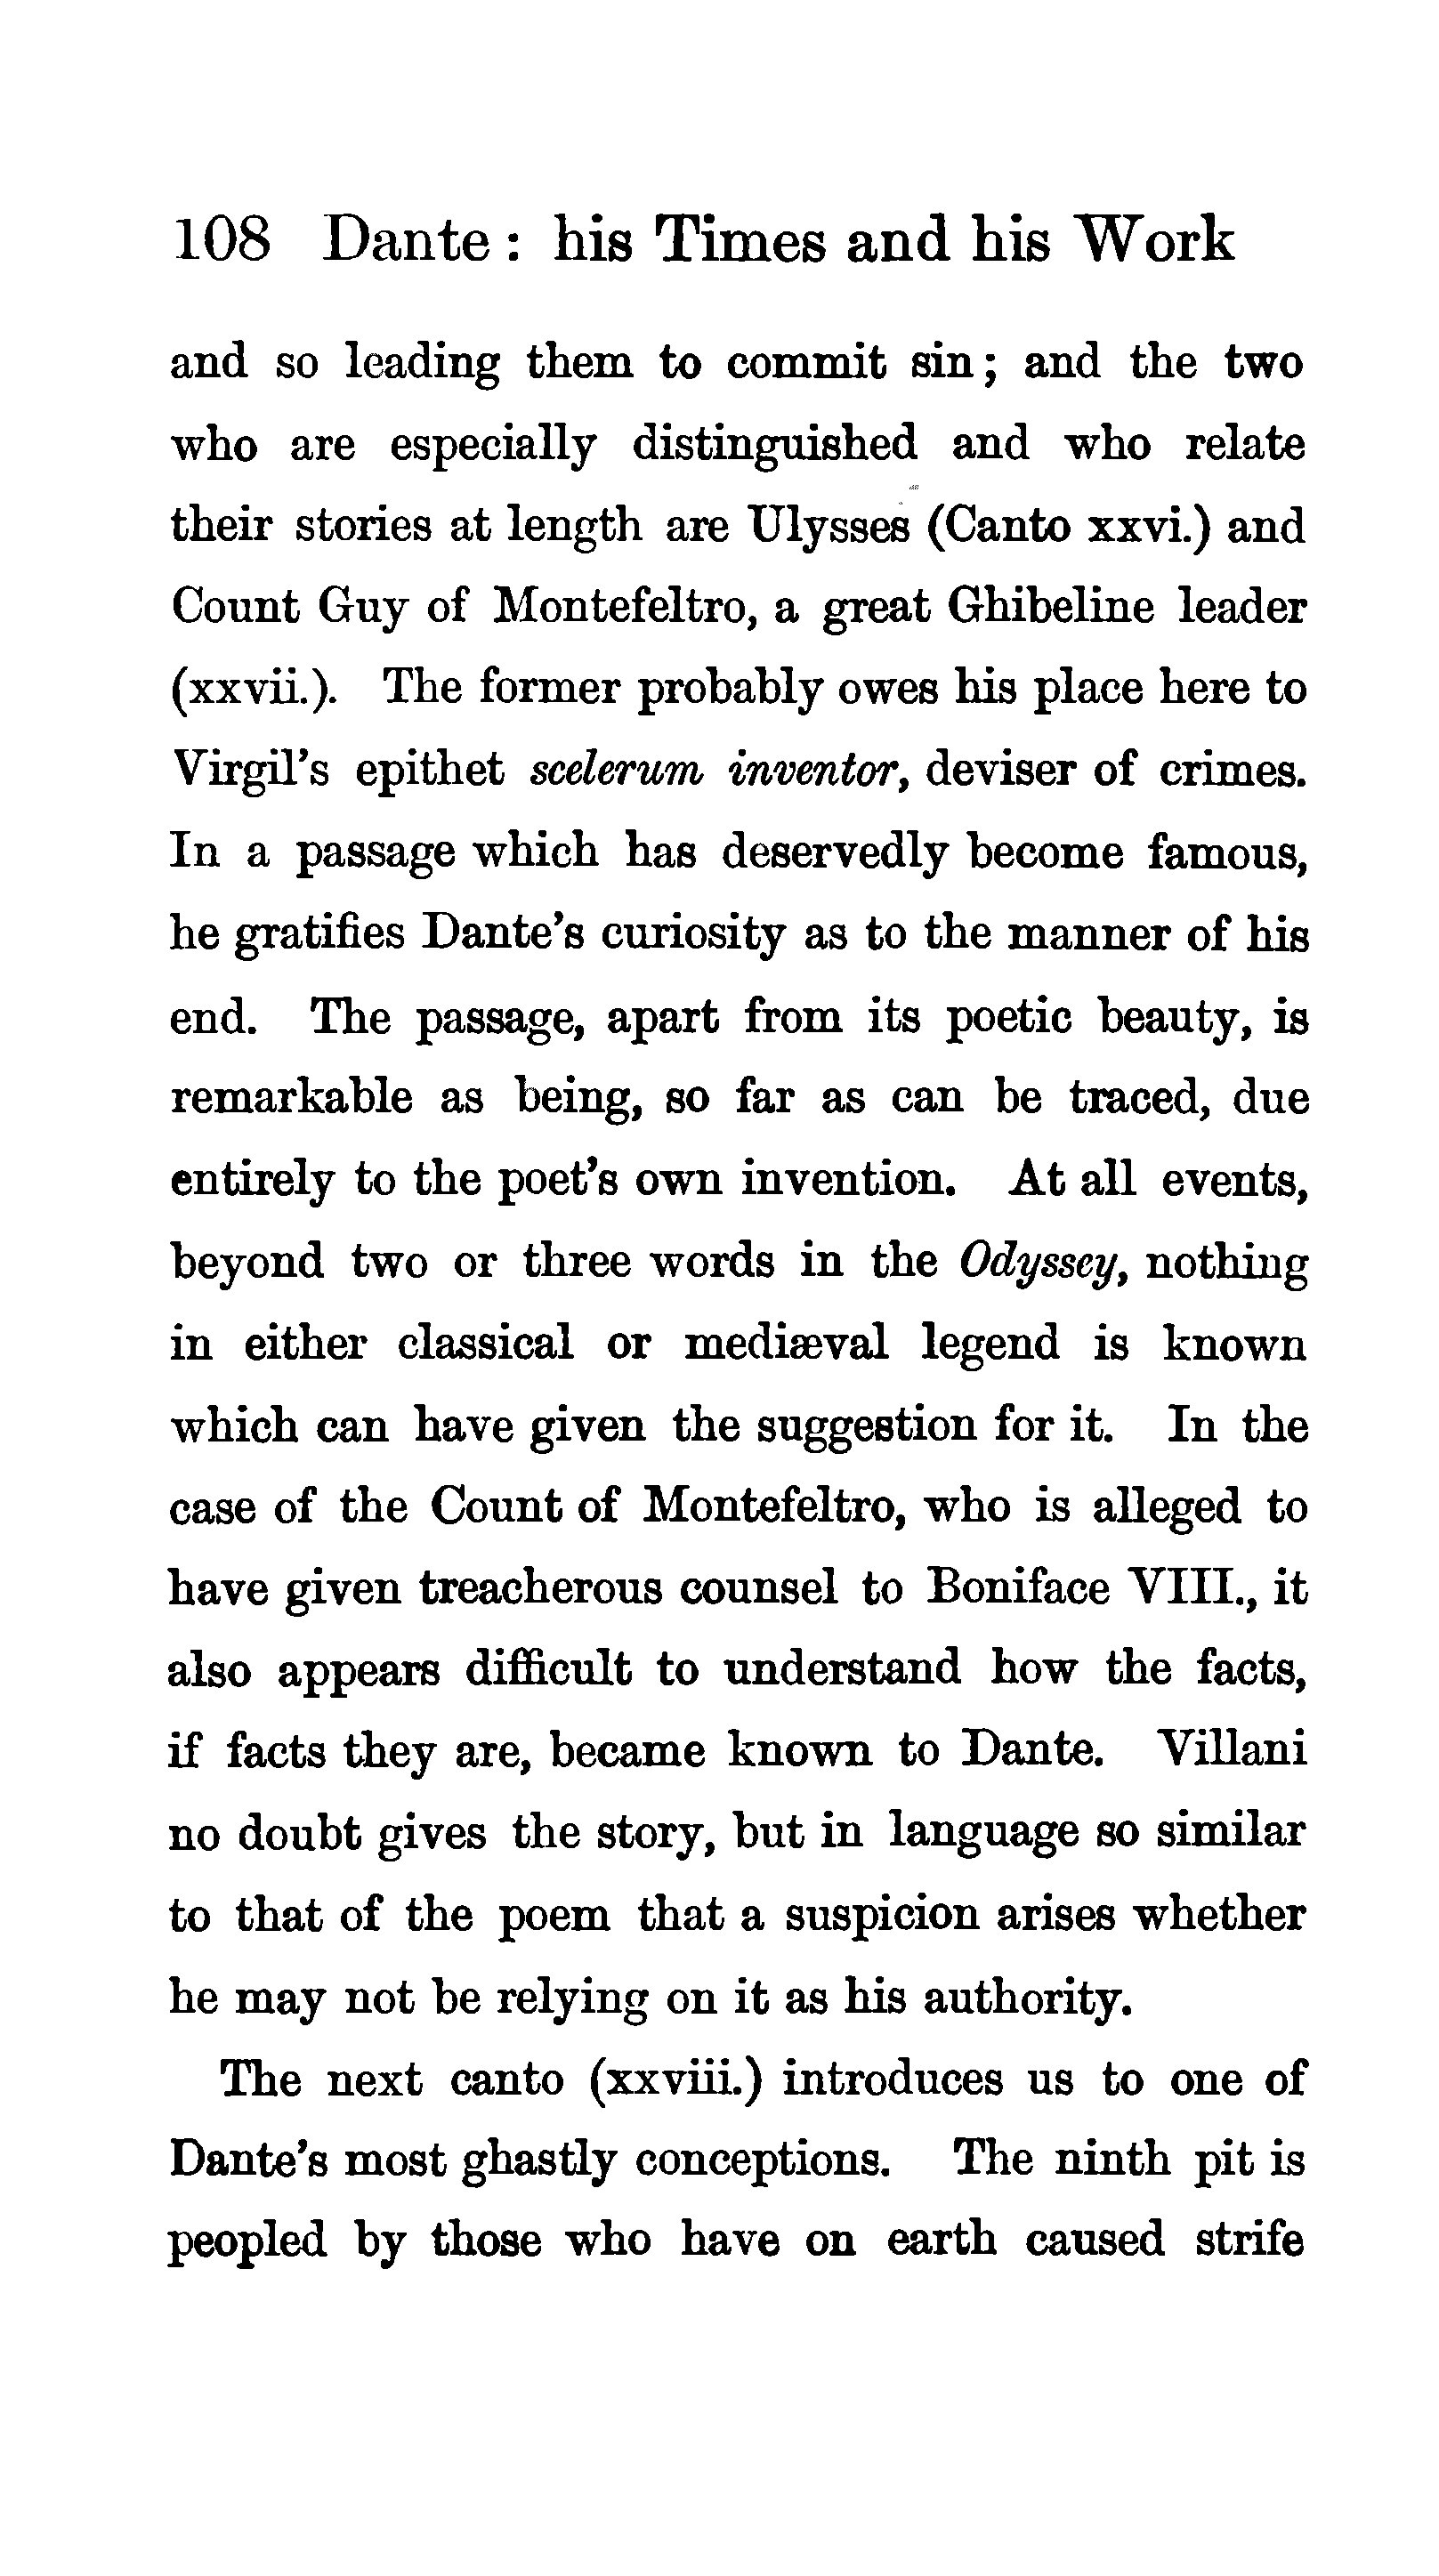 108 Dante: his Times and his Work
and so leading them to commit sin; and the two
who are especially distinguished and who relate
their stories at length are Ulysses (Canto xxvi.) and
Count Guy of Montefeltro, a great Ghibeline leader
(xxvii.). The former probably owes his place here to
Virgil's epithet scelerum inventor, deviser of crimes.
In a passage which has deservedly become famous,
he gratifies Dante's curiosity as to the manner of his
end. The passage, apart from its poetic beauty, is
remarkable as being, so far as can be traced, due
entirely to the poet's own invention. At all events,
beyond two or three words in the Odyssey, nothing
in either classical or mediæval legend is known
which can have given the suggestion for it. In the
case of the Count of Montefeltro, who is alleged to
have given treacherous counsel to Boniface VIII., it
also appears difficult to understand how the facts,
if facts they are, became known to Dante. Villani
no doubt gives the story, but in language so similar
to that of the poem that a suspicion arises whether
he may not be relying on it as his authority.
The next canto (xxviii.) introduces us to one of
Dante's most ghastly conceptions. The ninth pit is
peopled by those who have on earth caused strife